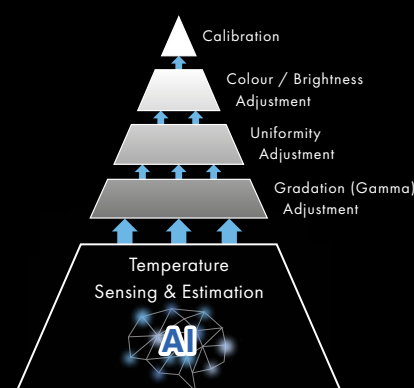 Calibration
Colour / Brightness
Adjustment
Uniformity
Adjustment
Gradation (Gamma)
Adjustment
Temperature
Sensing & Estimation
AI